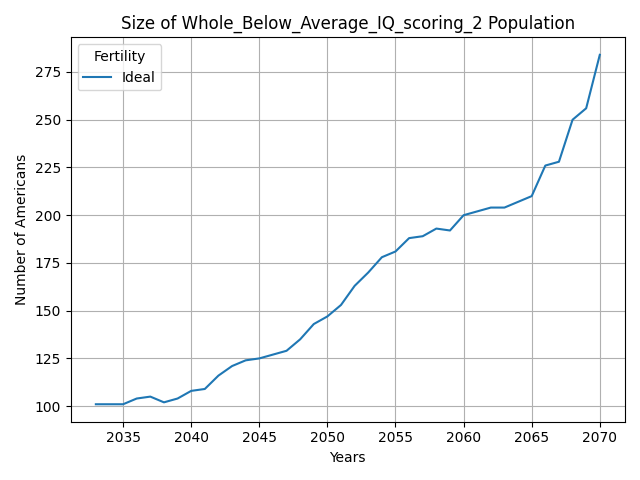 Size of Whole_Below_Average_IQ_scoring_2 Population
Fertility
Ideal
Number of Americans
275
250
225
200
175
150
125
100
2035 2040 2045 2050 2055 2060 2065 2070
Years